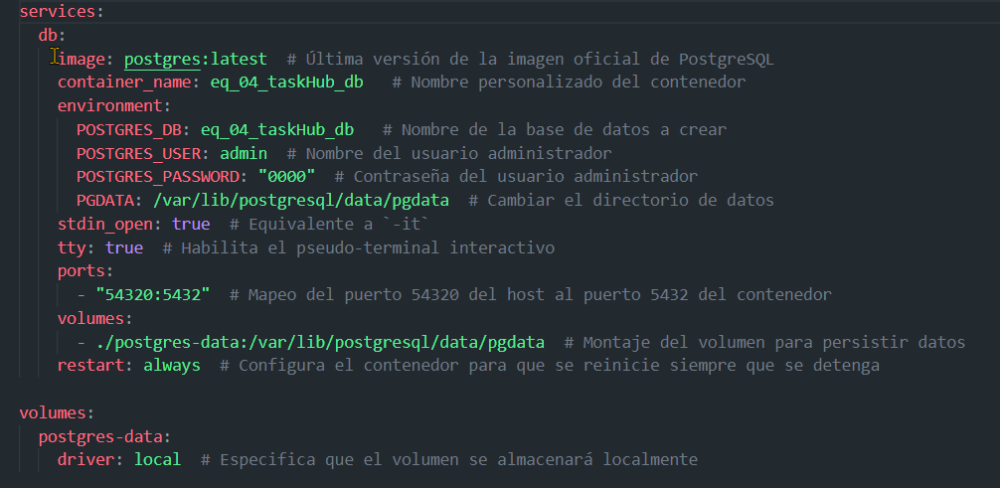 services:
  db:
    image: postgres:latest  # Última versión de la imagen oficial de PostgreSQL
    container_name: eq_04_taskHub_db   # Nombre personalizado del contenedor
    environment:
      POSTGRES_DB: eq_04_taskHub_db   # Nombre de la base de datos a crear
      POSTGRES_USER: admin  # Nombre del usuario administrador
      POSTGRES_PASSWORD: "0000"  # Contraseña del usuario administrador
      PGDATA: /var/lib/postgresql/data/pgdata  # Cambiar el directorio de datos
    stdin_open: true  # Equivalente a `-it`
    tty: true  # Habilita el pseudo-terminal interactivo
    ports:
      - "54320:5432"  # Mapeo del puerto 54320 del host al puerto 5432 del contenedor
    volumes:
      - ./postgres-data:/var/lib/postgresql/data/pgdata  # Montaje del volumen para persistir datos
    restart: always  # Configura el contenedor para que se reinicie siempre que se detenga

volumes:
  postgres-data:
    driver: local  # Especifica que el volumen se almacenará localmente